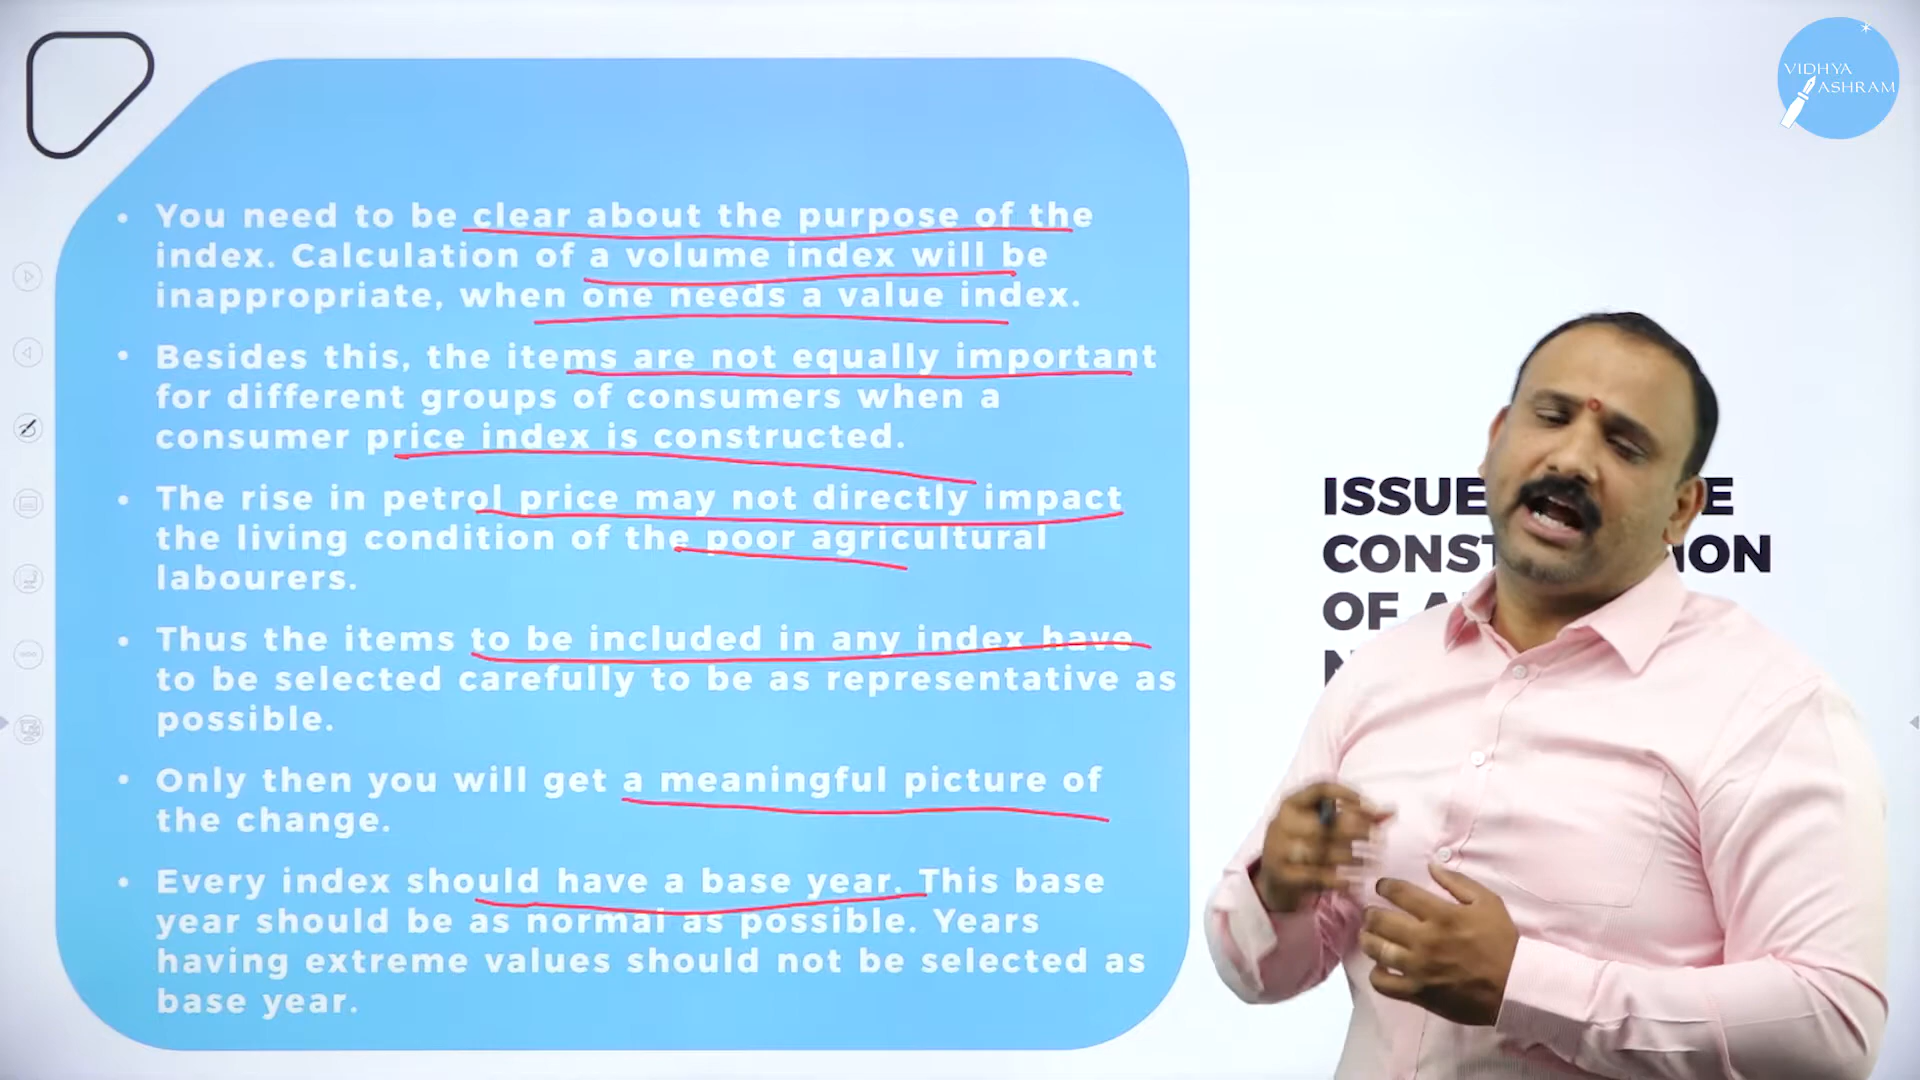 VIDHYA
ASHRAM
You need to be clear about the purpose of the
index. Calculation of a volume index will be
inappropriate, when one needs a value index.
Besides this, the items are not equally important
for different groups of consumers when a
consumer price index is constructed.
The rise in petrol price may not directly impact
the living condition of the poor agricultural
labourers.
Thus the items to be included in any index have
to be selected carefully to be as representative as
possible.
Only then you will get a meaningful picture of
the change.
Every index should have a base year. This base
year should be as normal as possible. Years
having extreme values should not be selected as
base year.
OF